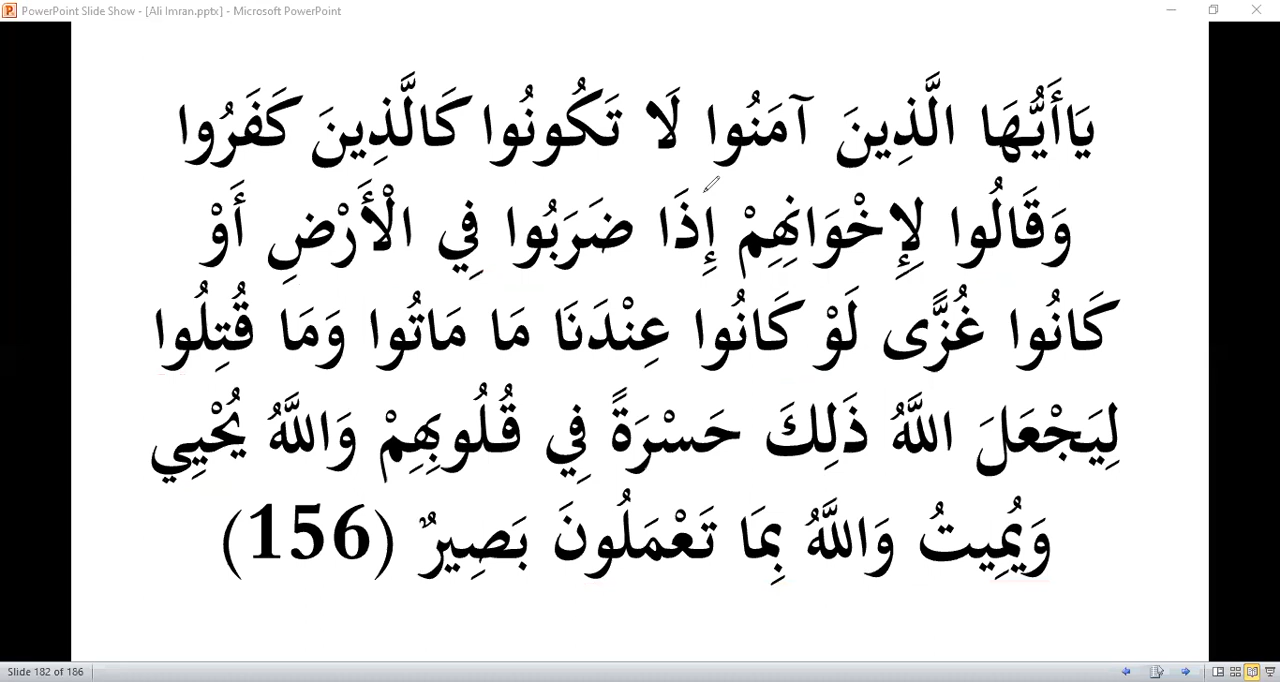 PowerPoint Slide Show - [Ali Imran.pptx] - Microsoft PowerPoint
يَاأَيُّهَا الَّذِينَ آمَنُوا لَا تَكُونُوا كَالَّذِينَ كَفَرُوا
وَقَالُوا لِإِخْوَانِهِمْ إِذَا ضَرَبُوا فِي الْأَرْضِ أَوْ
كَانُوا غُزًّى لَوْ كَانُوا عِنْدَنَا مَا مَاتُوا وَمَا قُتِلُوا
لِيَجْعَلَ اللَّهُ ذَلِكَ حَسْرَةً فِي قُلُوبِهِمْ وَاللَّهُ يُحْيِي
وَيُمِيتُ وَاللَّهُ بِمَا تَعْمَلُونَ بَصِيرٌ (156)
Slide 182 of 186